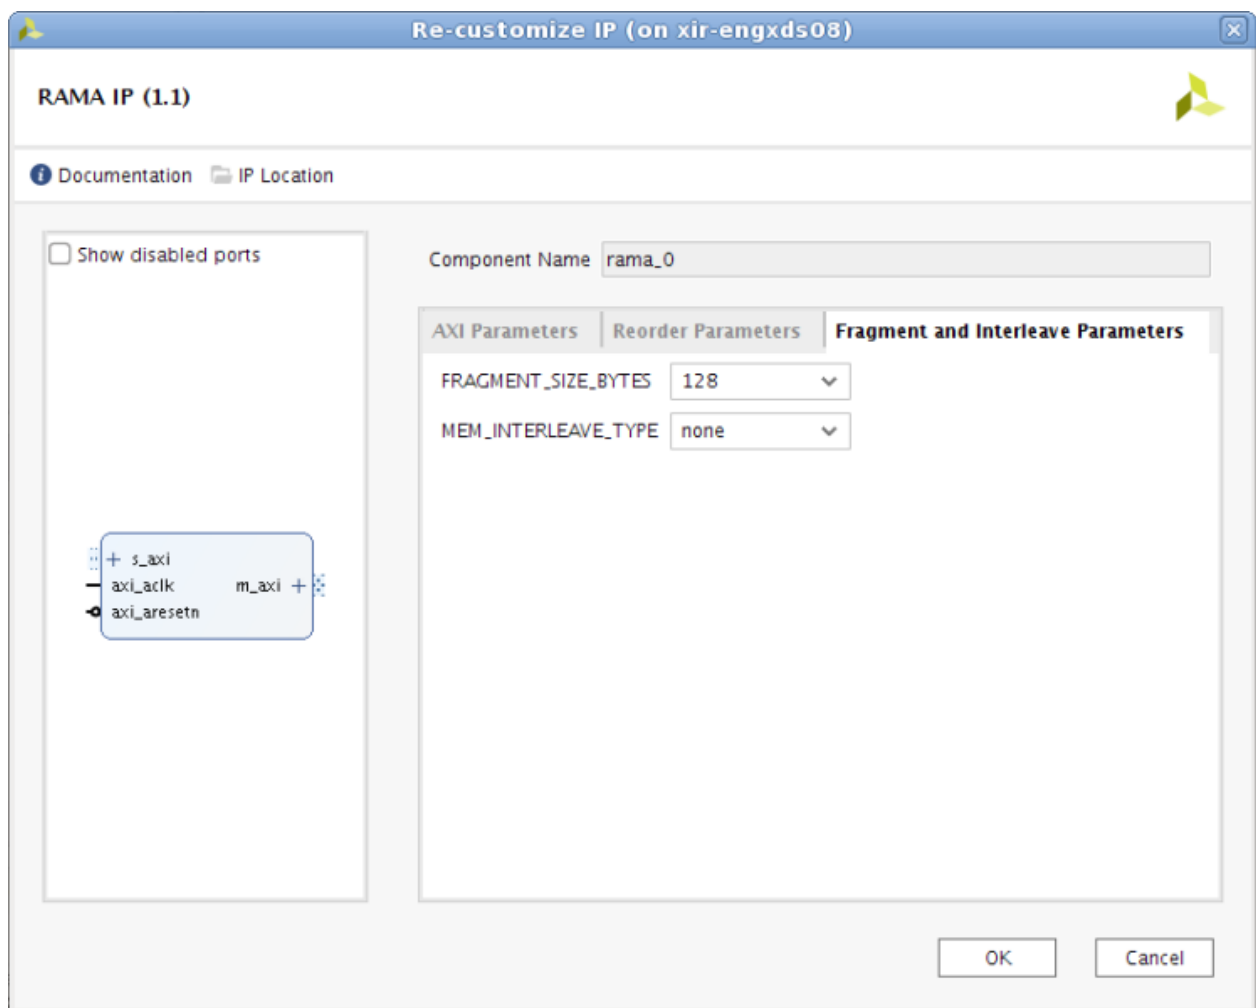 Re-customize IP (on xir-engxds08)
RAMA IP (1.1)
Documentation IP Location
Show disabled ports
s_axi
axi_aclk m_axi
axi_aresetn
Component Name rama_0
AXI Parameters Reorder Parameters Fragment and Interleave Parameters
FRAGMENT_SIZE_BYTES 128
MEM_INTERLEAVE_TYPE none
OK Cancel